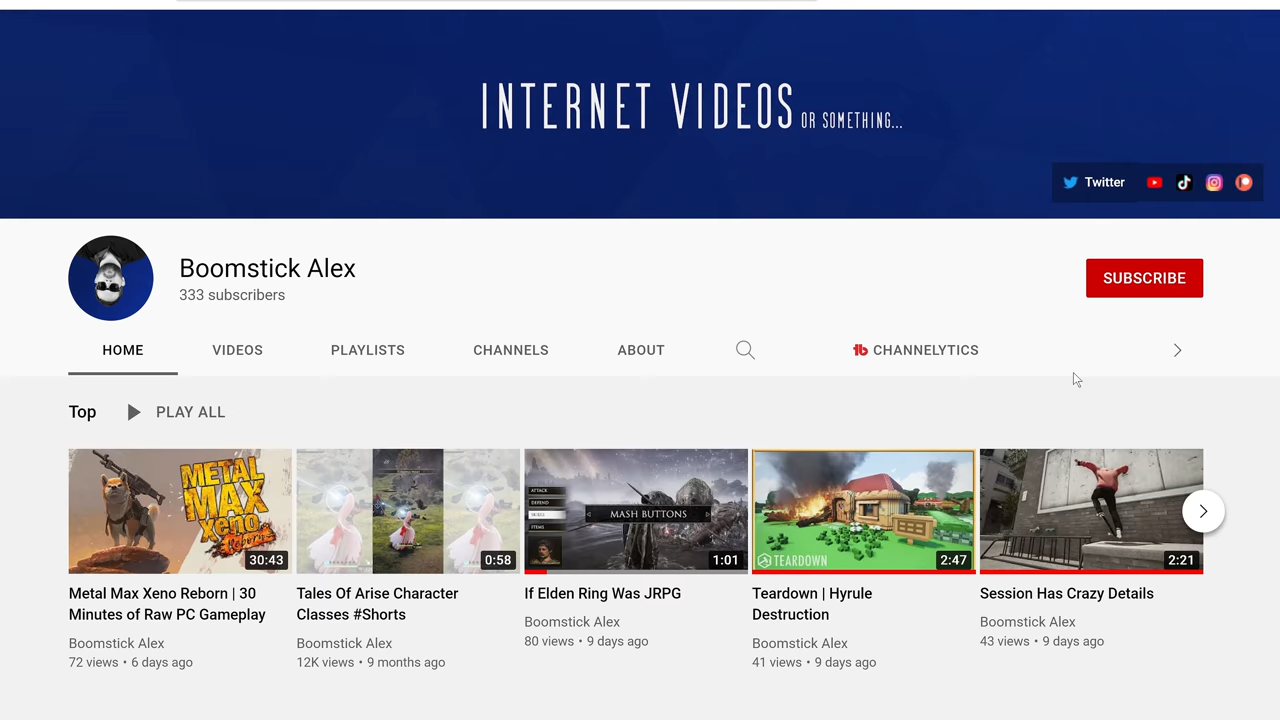 INTERNET VIDEOS OR SOMETHING...
Twitter
Boomstick Alex
333 subscribers
SUBSCRIBE
HOME VIDEOS PLAYLISTS CHANNELS ABOUT CHANNELYTICS
Top PLAY ALL
METAL
MAX
Xeno
Reborn
30:43
0:58
ATTACK
DEFEND
ITEMS
MASH BUTTONS
1:01
TEARDOWN
2:47
2:21
Metal Max Xeno Reborn | 30
Minutes of Raw PC Gameplay
Boomstick Alex
72 views • 6 days ago
Tales Of Arise Character
Classes #Shorts
Boomstick Alex
12K views • 9 months ago
If Elden Ring Was JRPG
Boomstick Alex
80 views • 9 days ago
Teardown | Hyrule
Destruction
Boomstick Alex
41 views • 9 days ago
Session Has Crazy Details
Boomstick Alex
43 views • 9 days ago